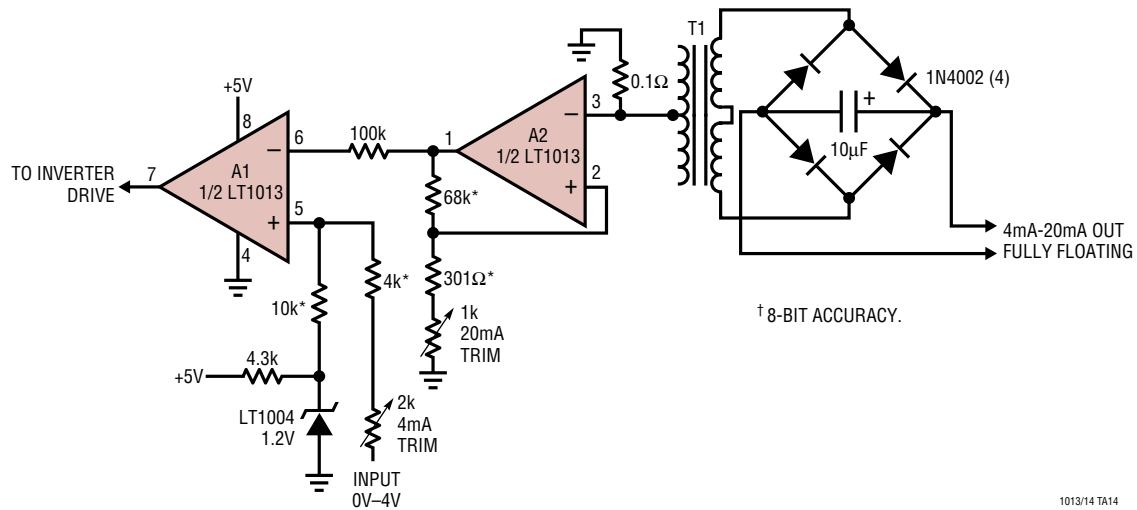 T1
0.1Ω
1N4002 (4)
+5V
8
6
100k
1
3
A2
1/2 LT1013
–
+
10µF
TO INVERTER
DRIVE
7
A1
1/2 LT1013
–
68k*
+
2
5
4
4mA-20mA OUT
FULLY FLOATING
10k*
4k*
301Ω*
1k
20mA
TRIM
† 8-BIT ACCURACY.
+5V
4.3k
LT1004
1.2V
2k
4mA
TRIM
INPUT
0V–4V
1013/14 TA14